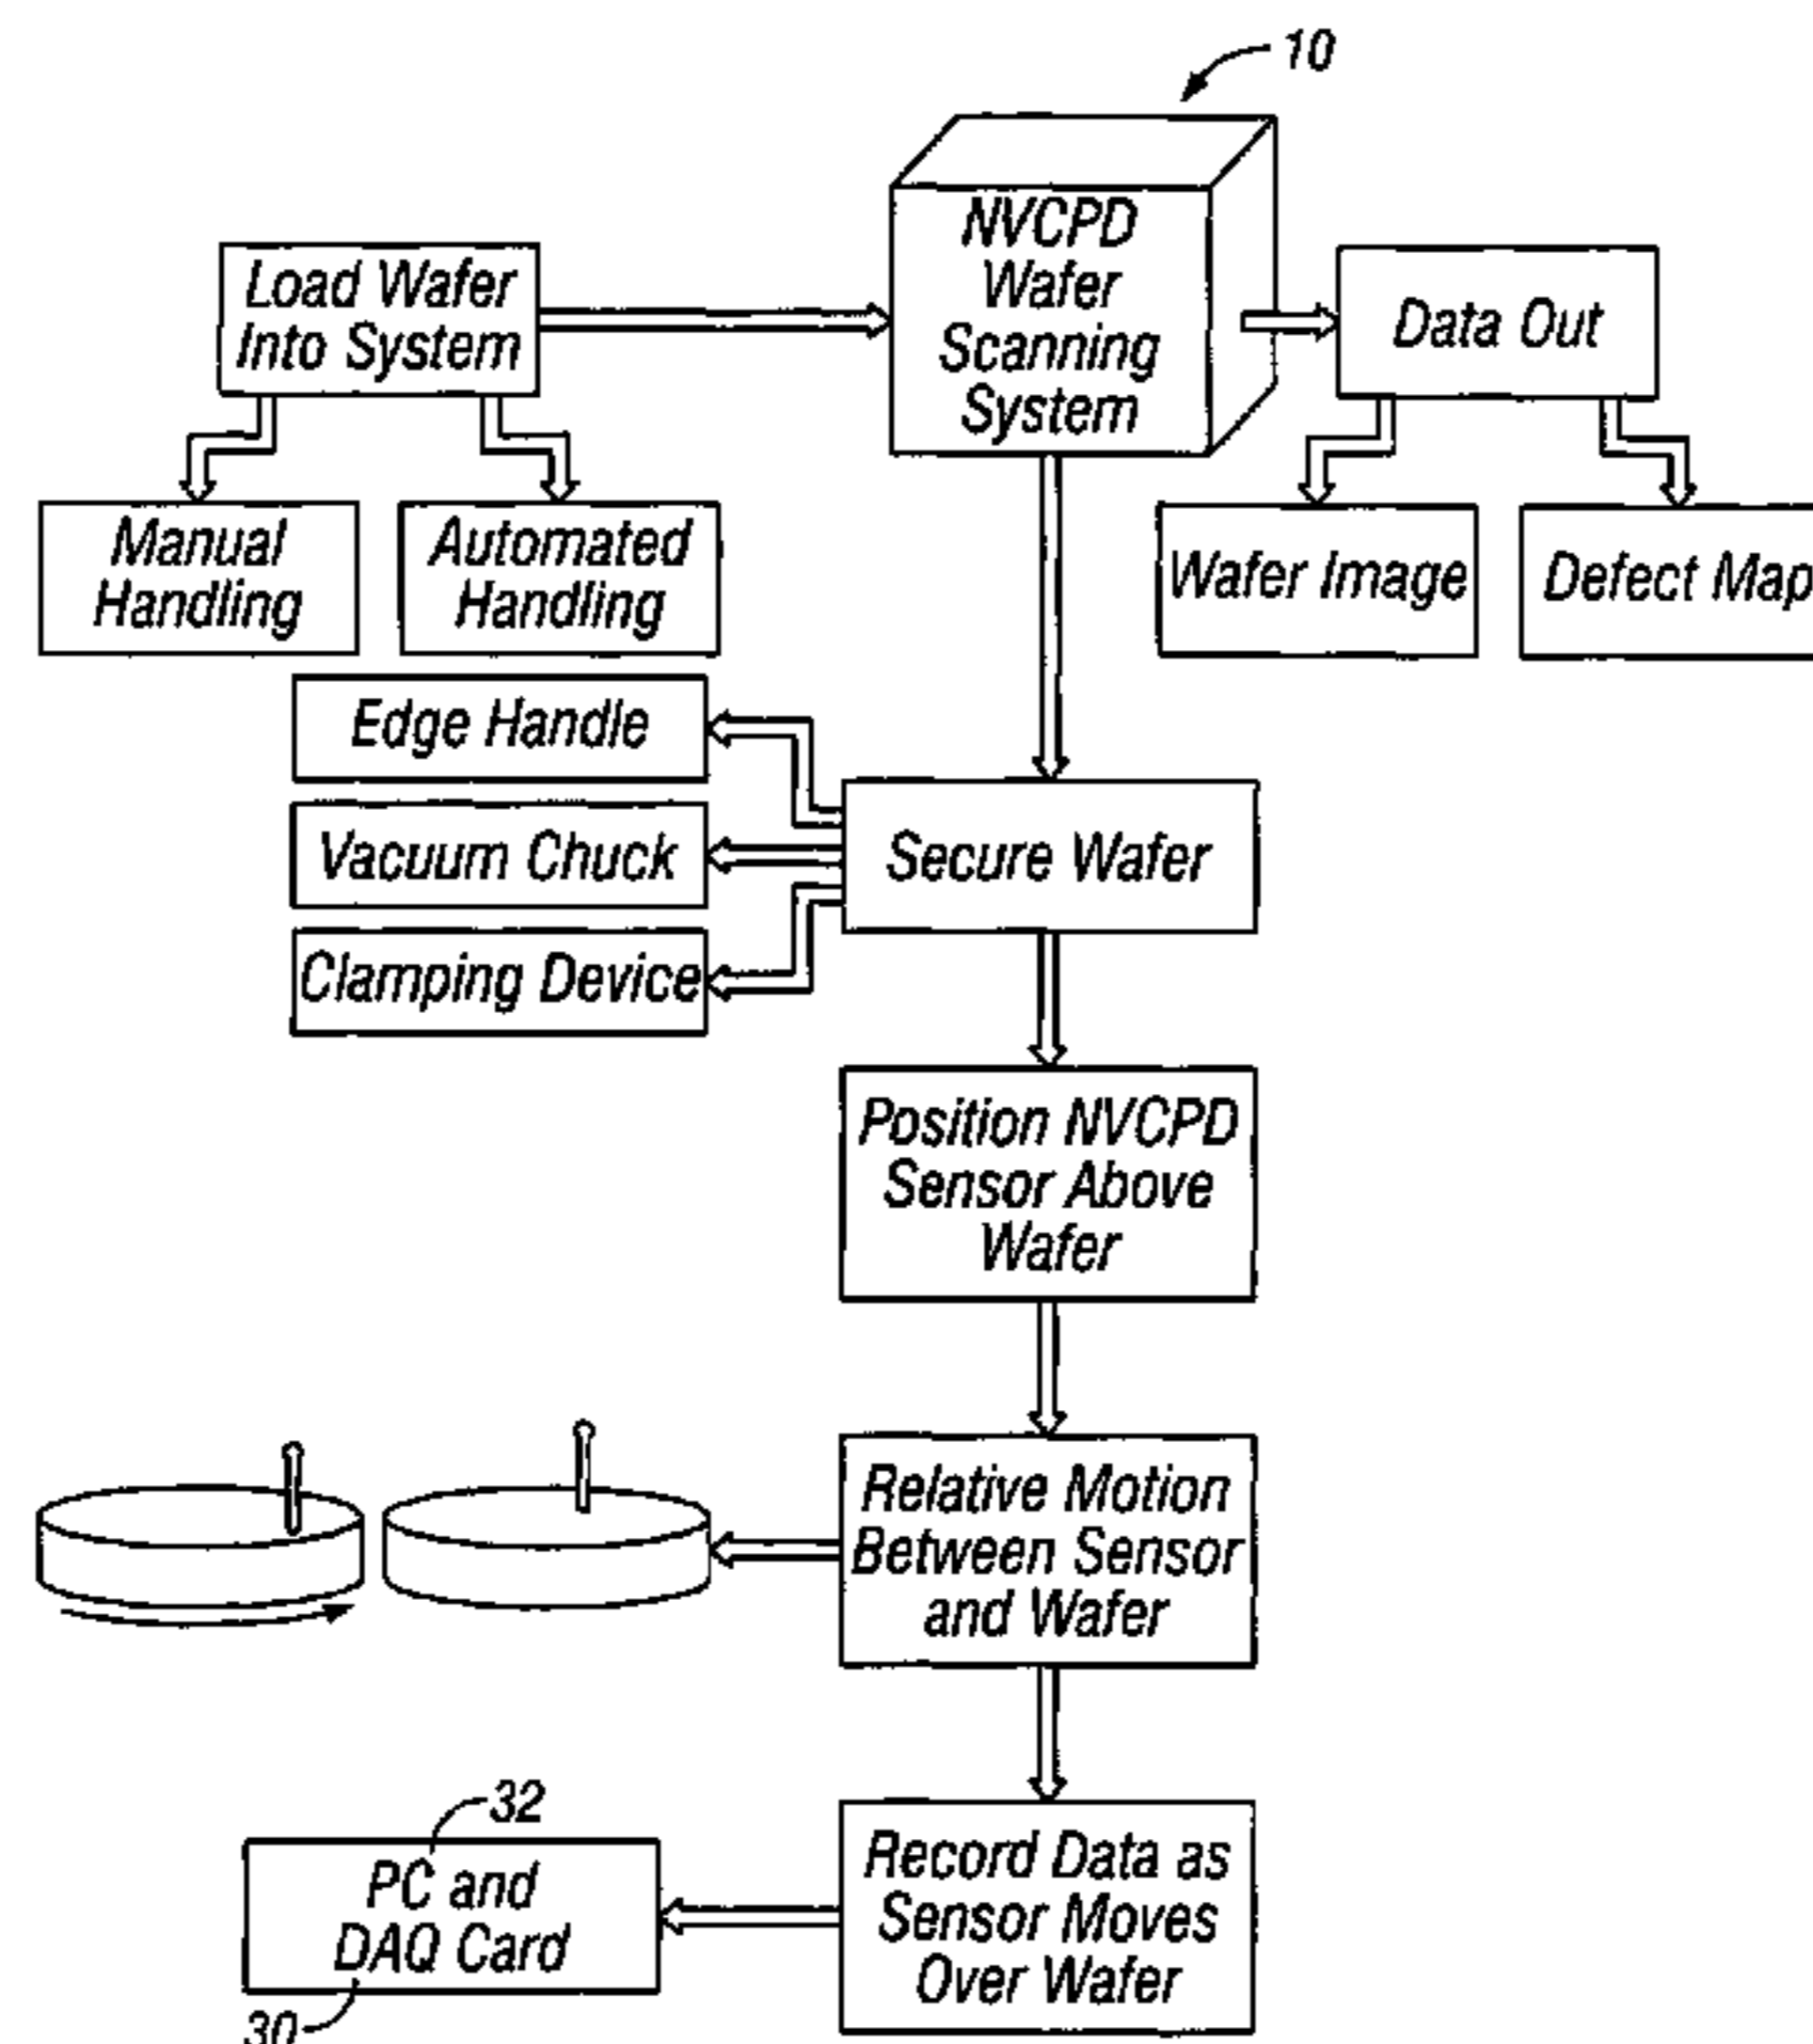 10
NVCPD
Wafer
Scanning
System
Load Wafer
Into System
Data Out
Manual
Handling
Automated
Handling
Wafer Image
Defect Map
Edge Handle
Vacuum Chuck
Clamping Device
Secure Wafer
Position NVCPD
Sensor Above
Wafer
Relative Motion
Between Sensor
and Wafer
32
PC and
DAQ Card
30
Record Data as
Sensor Moves
Over Wafer